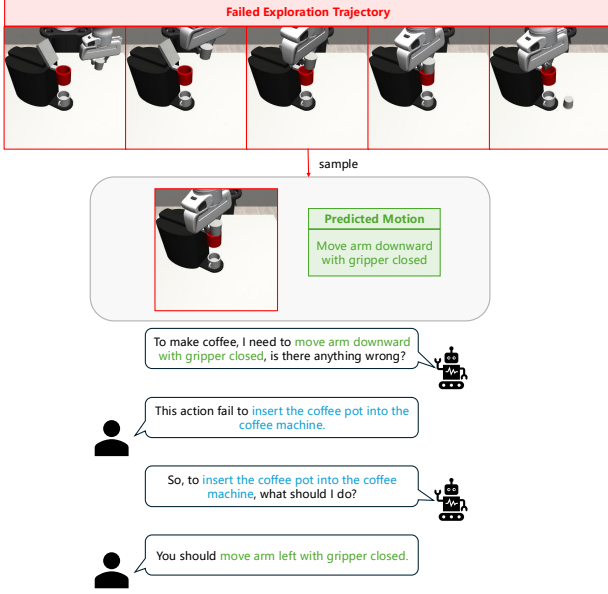 Failed Exploration Trajectory
sample
Predicted Motion
Move arm downward
with gripper closed
To make coffee, I need to move arm downward
with gripper closed, is there anything wrong?
This action fail to insert the coffee pot into the
coffee machine.
So, to insert the coffee pot into the coffee
machine, what should I do?
You should move arm left with gripper closed.